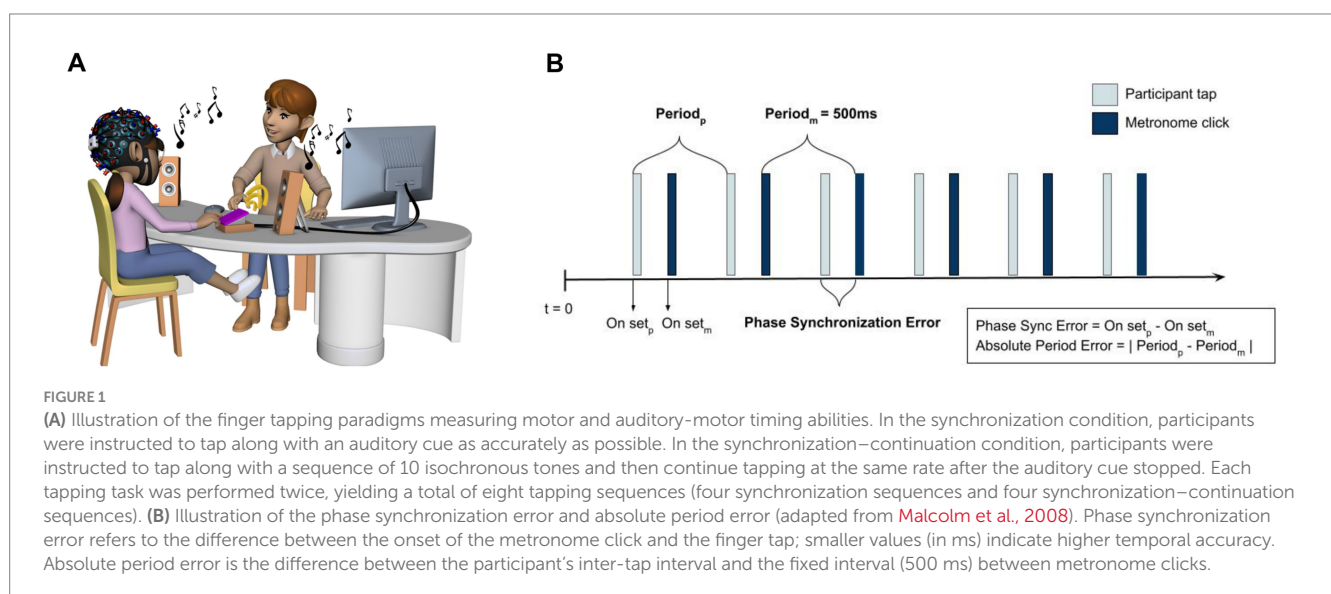 A
B
Participant tap
Metronome click
Periodₚ
Periodₘ = 500ms
t = 0
On setₚ
On setₘ
Phase Synchronization Error
Phase Sync Error = On setₚ - On setₘ
Absolute Period Error = | Periodₚ - Periodₘ |
FIGURE 1
(A) Illustration of the finger tapping paradigms measuring motor and auditory-motor timing abilities. In the synchronization condition, participants
were instructed to tap along with an auditory cue as accurately as possible. In the synchronization–continuation condition, participants were
instructed to tap along with a sequence of 10 isochronous tones and then continue tapping at the same rate after the auditory cue stopped. Each
tapping task was performed twice, yielding a total of eight tapping sequences (four synchronization sequences and four synchronization–continuation
sequences). (B) Illustration of the phase synchronization error and absolute period error (adapted from Malcolm et al., 2008). Phase synchronization
error refers to the difference between the onset of the metronome click and the finger tap; smaller values (in ms) indicate higher temporal accuracy.
Absolute period error is the difference between the participant's inter-tap interval and the fixed interval (500 ms) between metronome clicks.